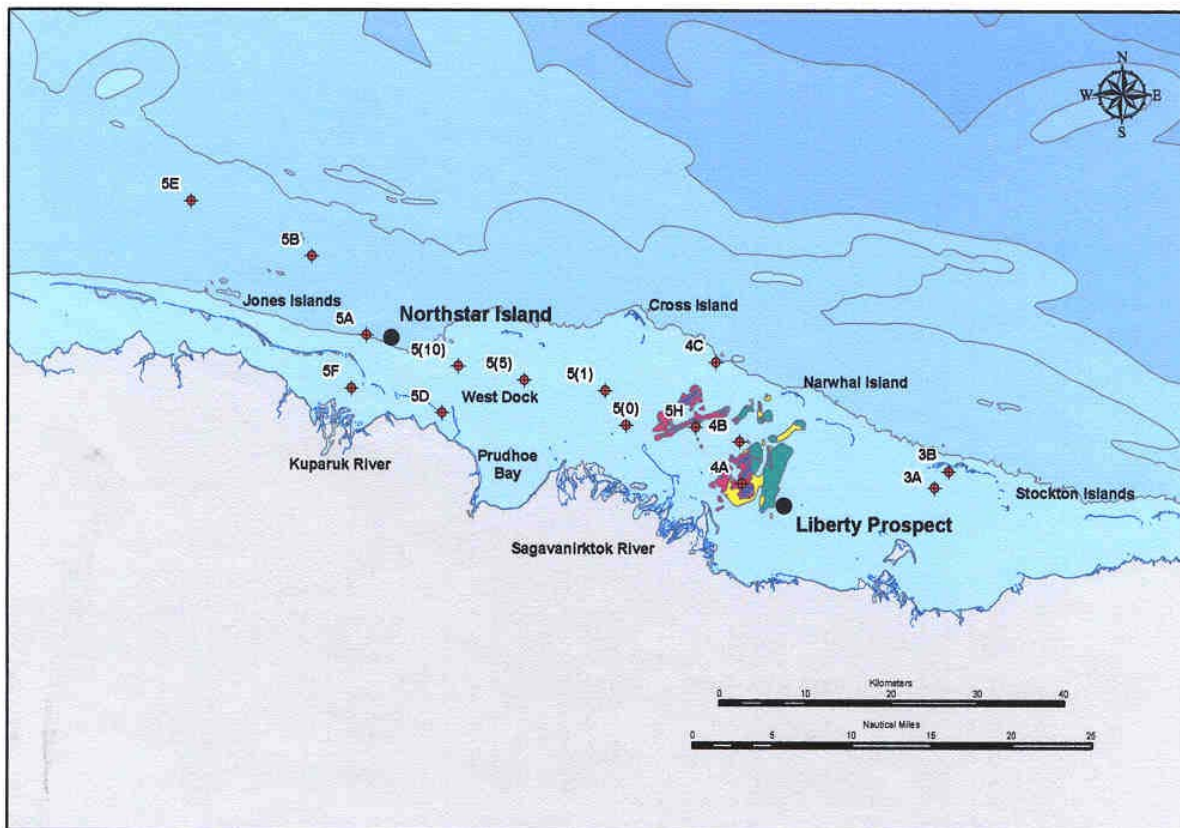 N
W E
S
5E
5B
Jones Islands
Cross Island
5A
Northstar Island
5(10)
5(5)
5(1)
4C
5F
West Dock
Narwhal Island
5D
5(0)
5H
4B
Kuparuk River
Prudhoe
Bay
4A
3B
3A
Stockton Islands
Liberty Prospect
Sagavanirktok River
Kilometers
0 10 20 30 40
Nautical Miles
0 5 10 15 20 25